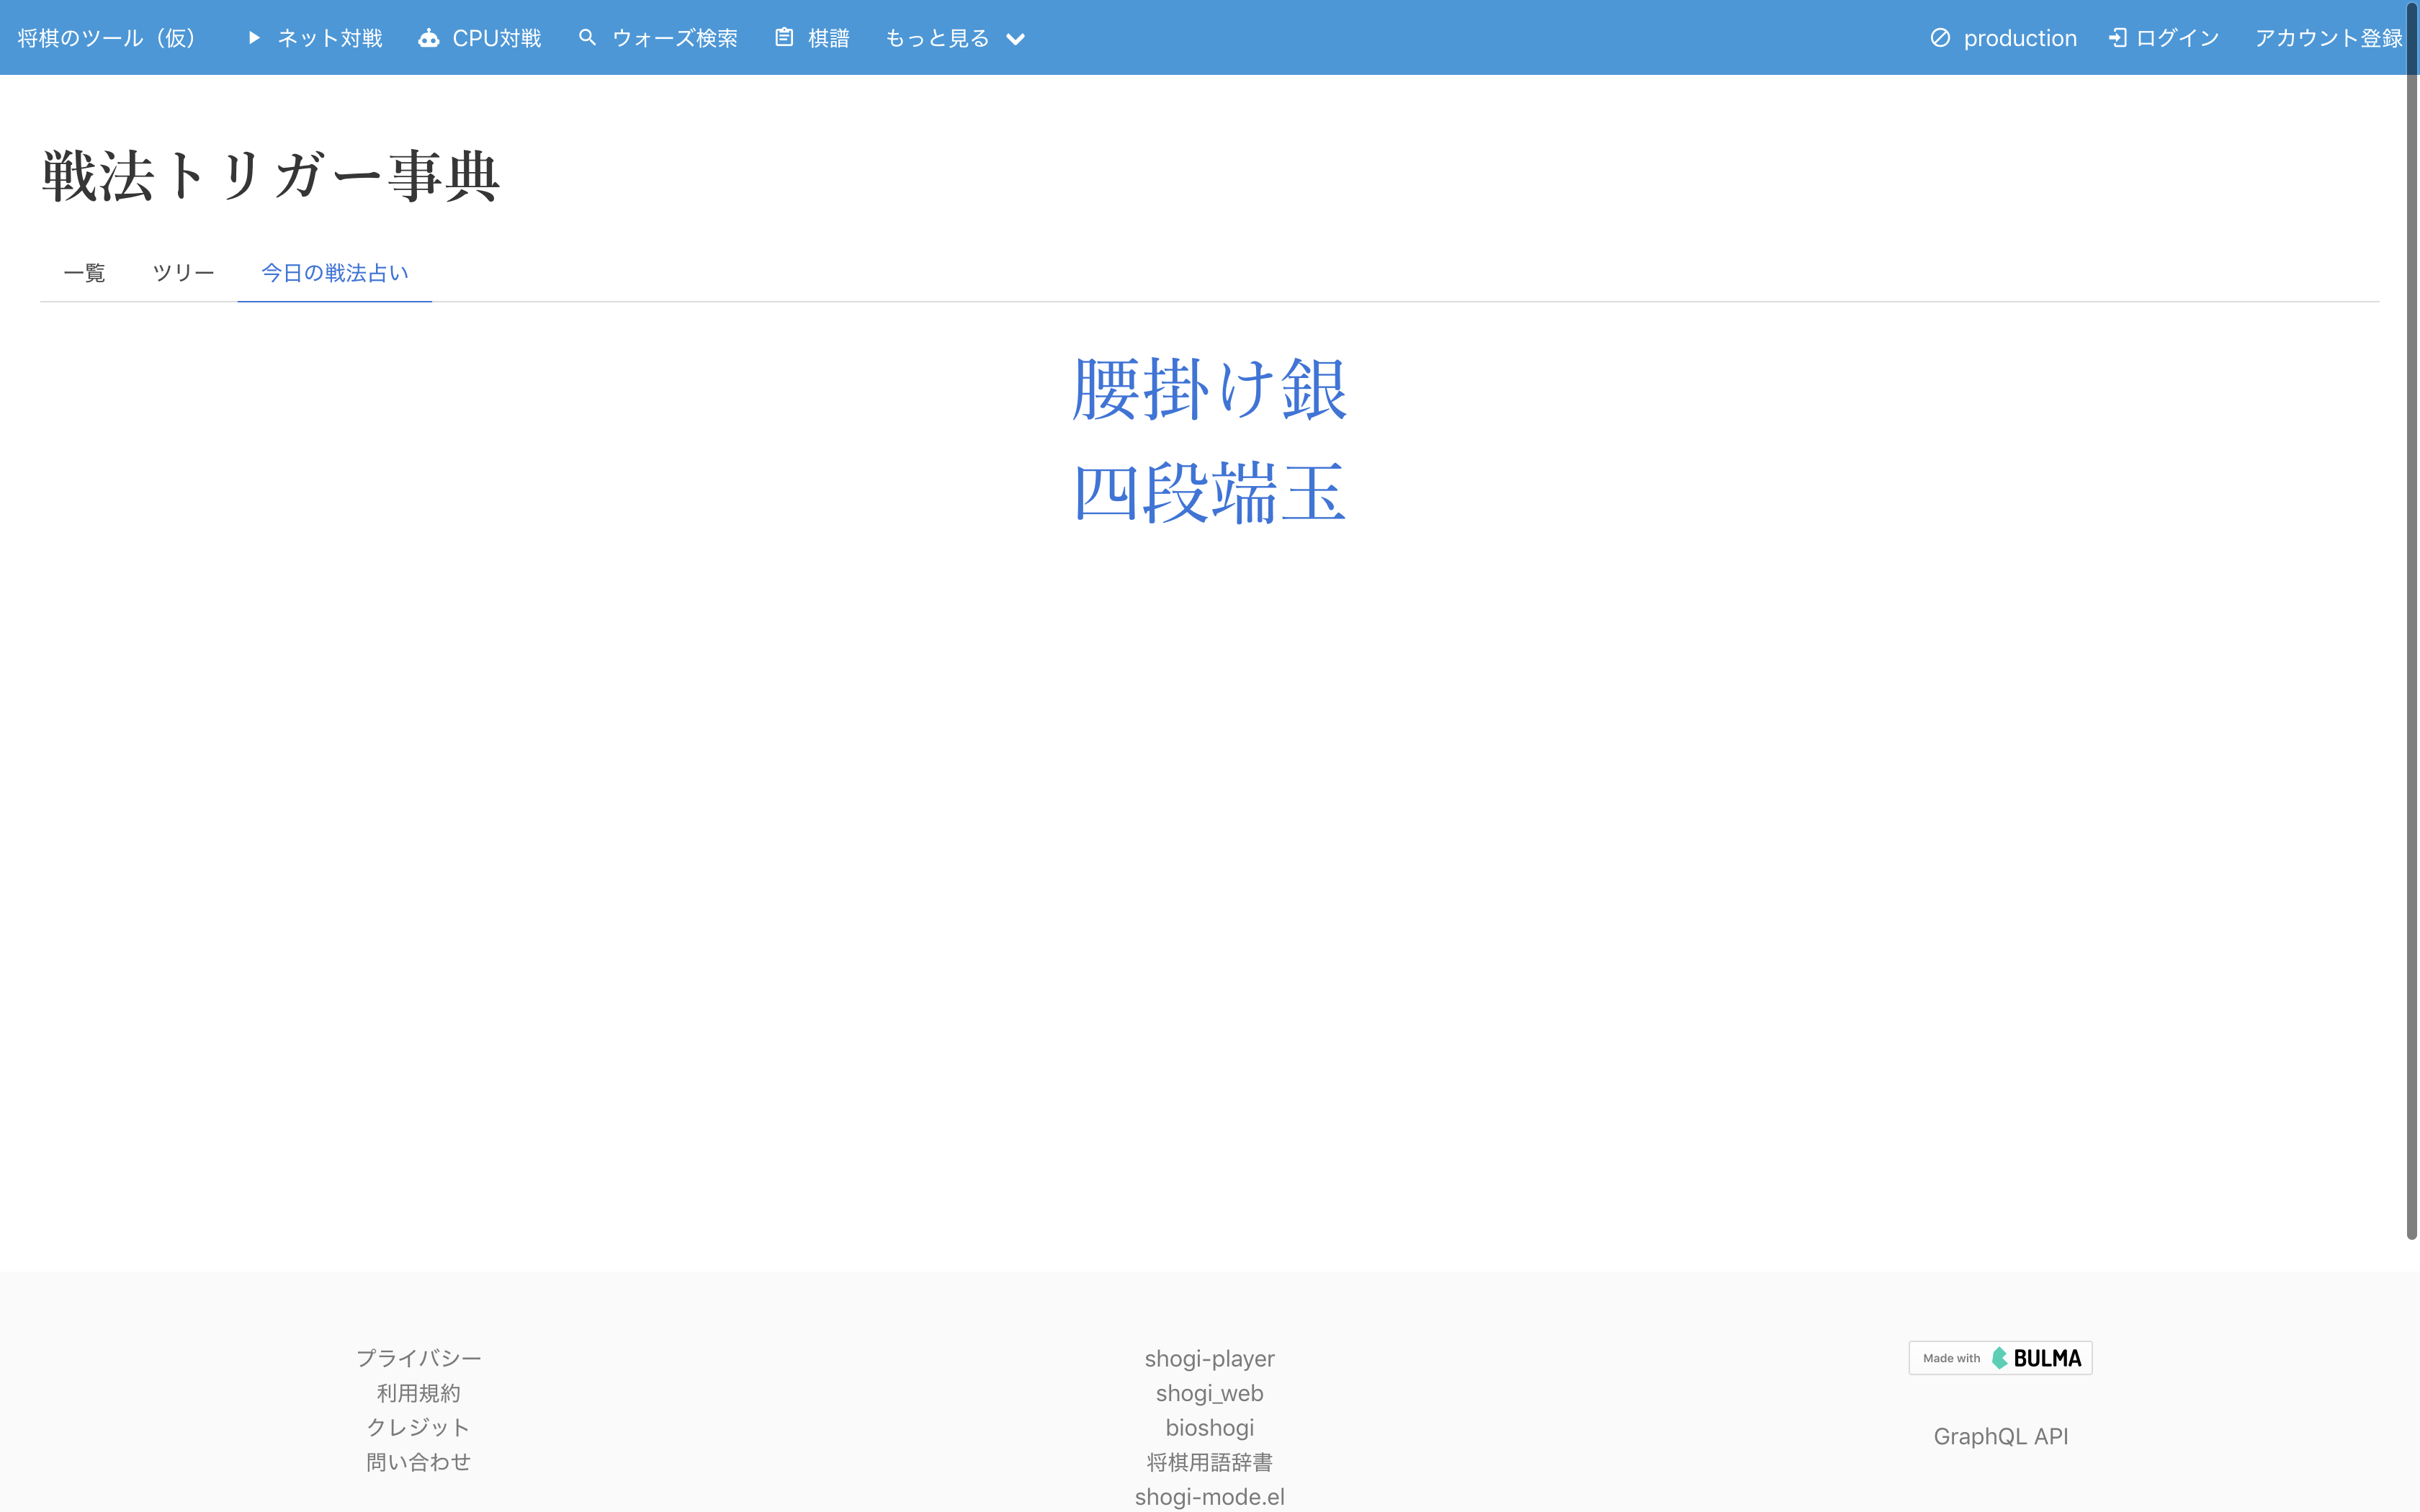 将棋のツール（仮） ネット対戦 CPU対戦 ウォーズ検索 棋譜 もっと見る production ログイン アカウント登録
戦法トリガー事典
一覧 ツリー 今日の戦法占い
腰掛け銀
四段端玉
プライバシー
利用規約
クレジット
問い合わせ
shogi-player
shogi_web
bioshogi
将棋用語辞書
shogi-mode.el
Made with BULMA
GraphQL API